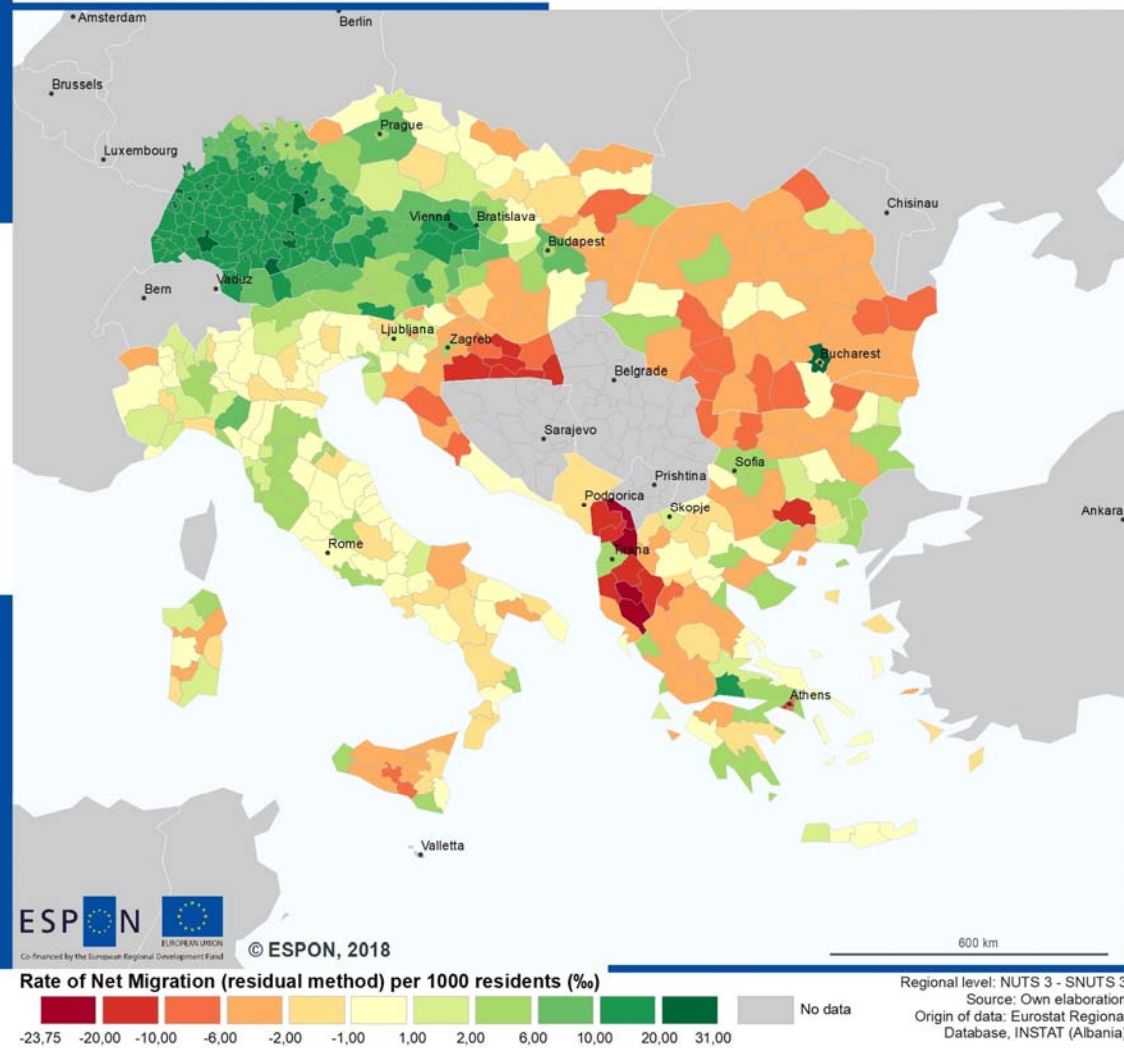 Amsterdam
Berlin
Brussels
Luxembourg
Prague
Chisinau
Vienna
Bratislava
Budapest
Vaduz
Bern
Ljubljana
Zagreb
Bucharest
Belgrade
Sarajevo
Sofia
Prishtina
Podgorica
Skopje
Ankara
Rome
Tirana
Athens
Valletta
ESPON
EUROPEAN UNION
Co-financed by the European Regional Development Fund
© ESPON, 2018
600 km
Rate of Net Migration (residual method) per 1000 residents (‰)
No data
-23,75 -20,00 -10,00 -6,00 -2,00 -1,00 1,00 2,00 6,00 10,00 20,00 31,00
Regional level: NUTS 3 - SNUTS 3
Source: Own elaboration
Origin of data: Eurostat Regional
Database, INSTAT (Albania)